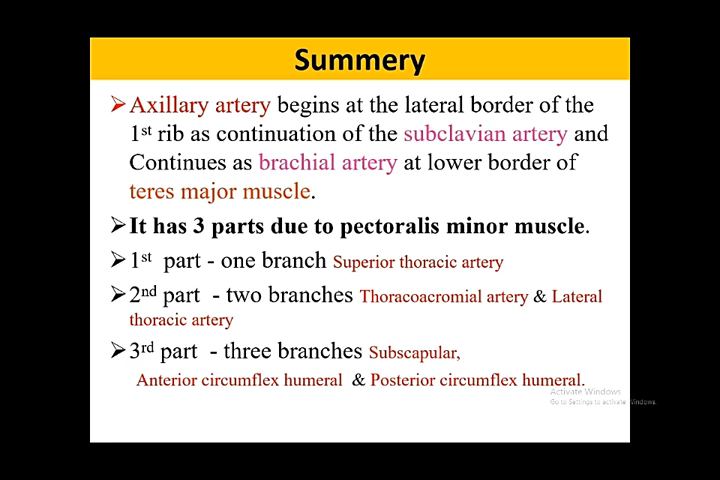 Summery
➢Axillary artery begins at the lateral border of the
1st rib as continuation of the subclavian artery and
Continues as brachial artery at lower border of
teres major muscle.
➢It has 3 parts due to pectoralis minor muscle.
➢1st part - one branch Superior thoracic artery
➢2nd part - two branches Thoracoacromial artery & Lateral
thoracic artery
➢3rd part - three branches Subscapular,
Anterior circumflex humeral & Posterior circumflex humeral.
Activate Windows
Go to Settings to activate Windows.